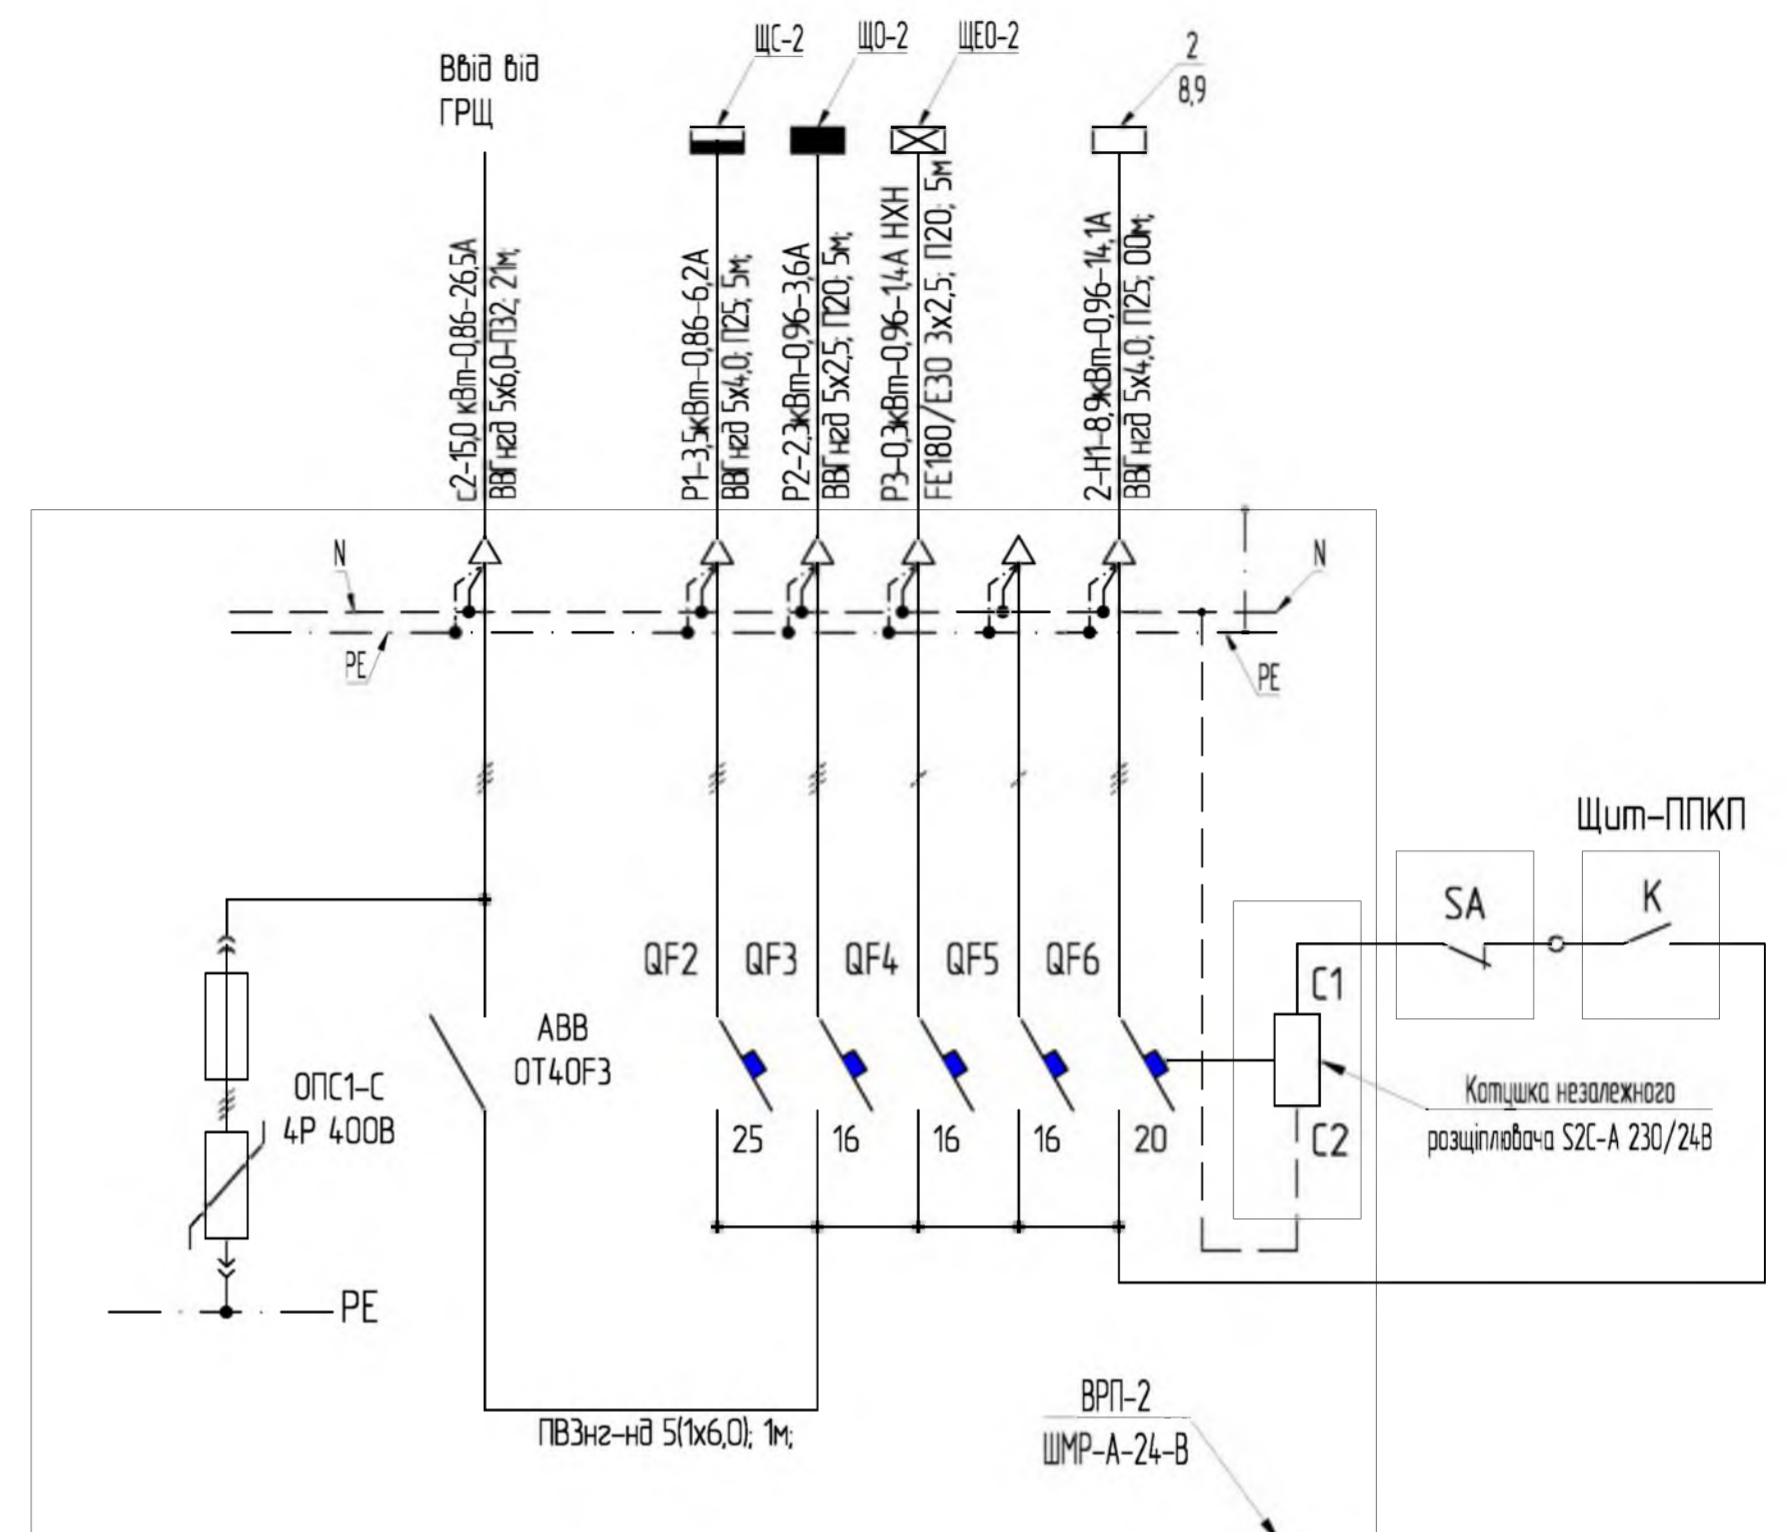 ЩС-2
ЩО-2
ЩЕО-2
2
8,9
Ввід від
ГРЩ
с2-15,0 кВт-0,86-26,5А
ВВГнгд 5х6,0-П32; 21м;
Р1-3,5кВт-0,86-6,2А
ВВГнгд 5х4,0; П25; 5м;
Р2-2,3кВт-0,96-3,6А
ВВГнгд 5х2,5; П20; 5м;
Р3-0,3кВт-0,96-1,4А НХН
FE180/E30 3х2,5; П20; 5м
2-Н1-8,9кВт-0,96-14,1А
ВВГнгд 5х4,0; П25; 00м;
N
N
PE
PE
Щит-ППКП
SA
K
QF2
QF3
QF4
QF5
QF6
C1
ABB
OT40F3
ОПС1-С
4Р 400В
Котушка незалежного
розщіплювача S2C-A 230/24В
25
16
16
16
20
C2
PE
ПВ3нг-нд 5(1х6,0); 1м;
ВРП-2
ШМР-А-24-В